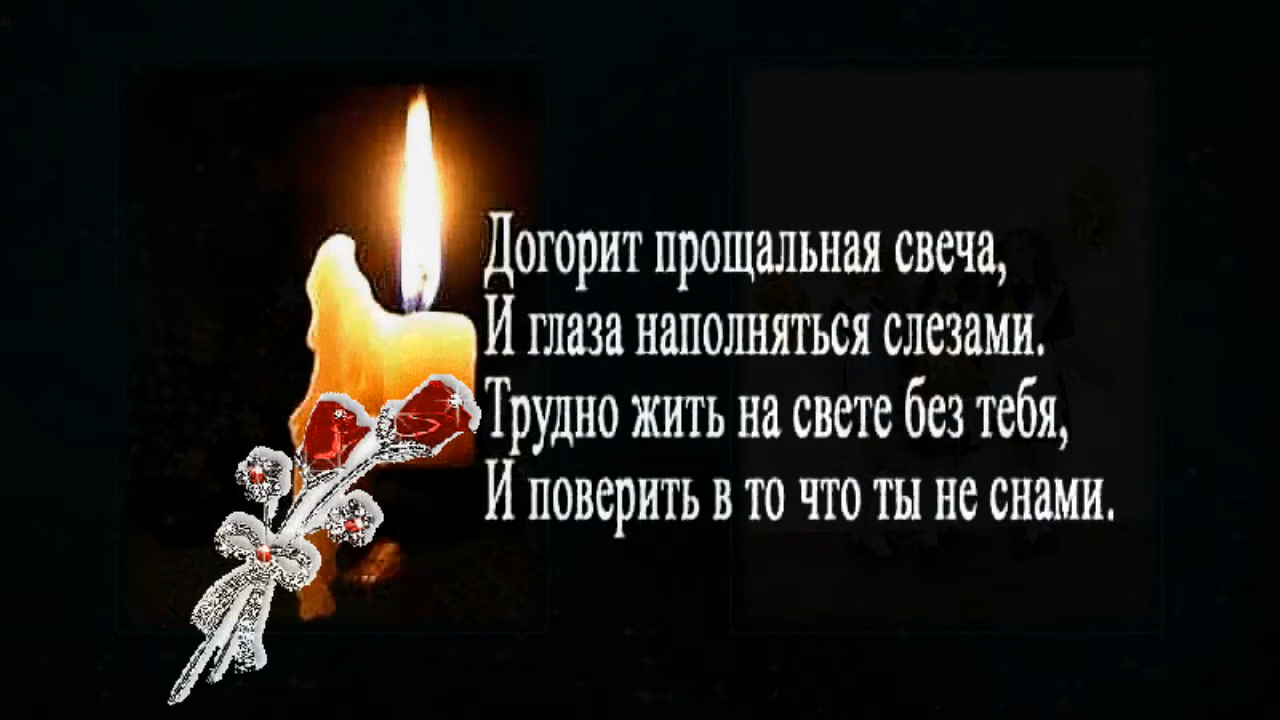 Догорит прощальная свеча,
И глаза наполняться слезами.
Трудно жить на свете без тебя,
И поверить в то что ты не снами.